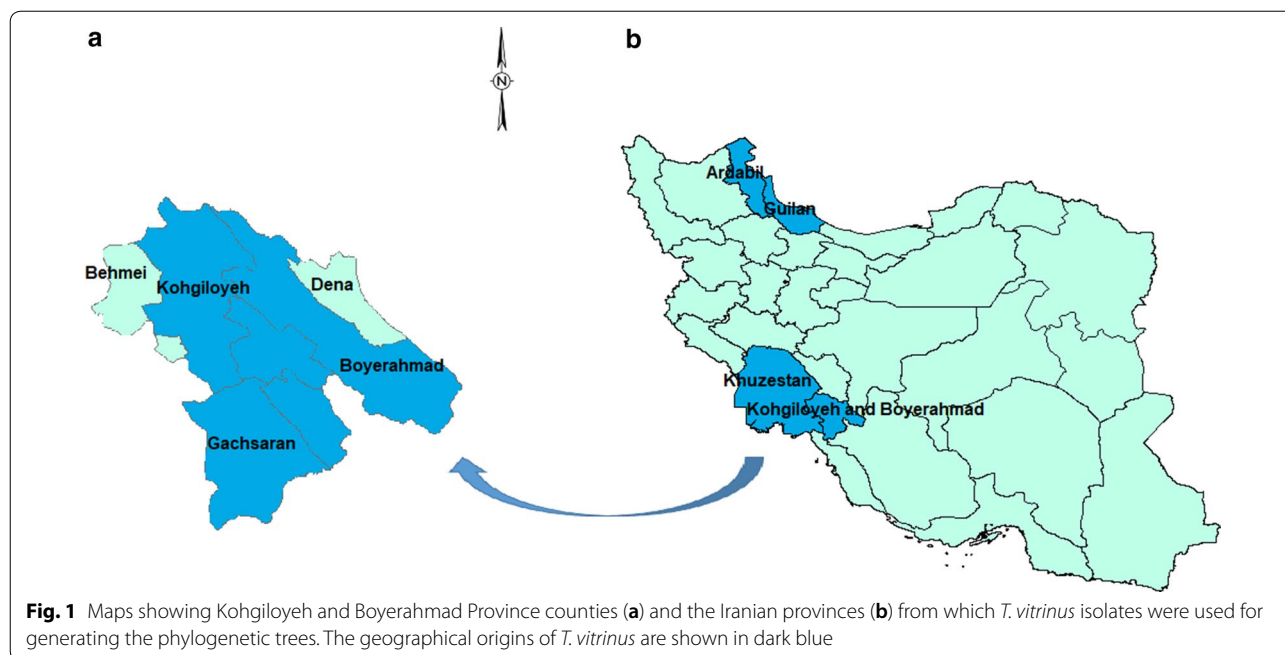 a
b
N
Behmei
Kohgiloyeh
Dena
Boyerahmad
Gachsaran
Ardabil
Guilan
Khuzestan
Kohgiloyeh and Boyerahmad
Fig. 1 Maps showing Kohgiloyeh and Boyerahmad Province counties (a) and the Iranian provinces (b) from which T. vitrinus isolates were used for
generating the phylogenetic trees. The geographical origins of T. vitrinus are shown in dark blue